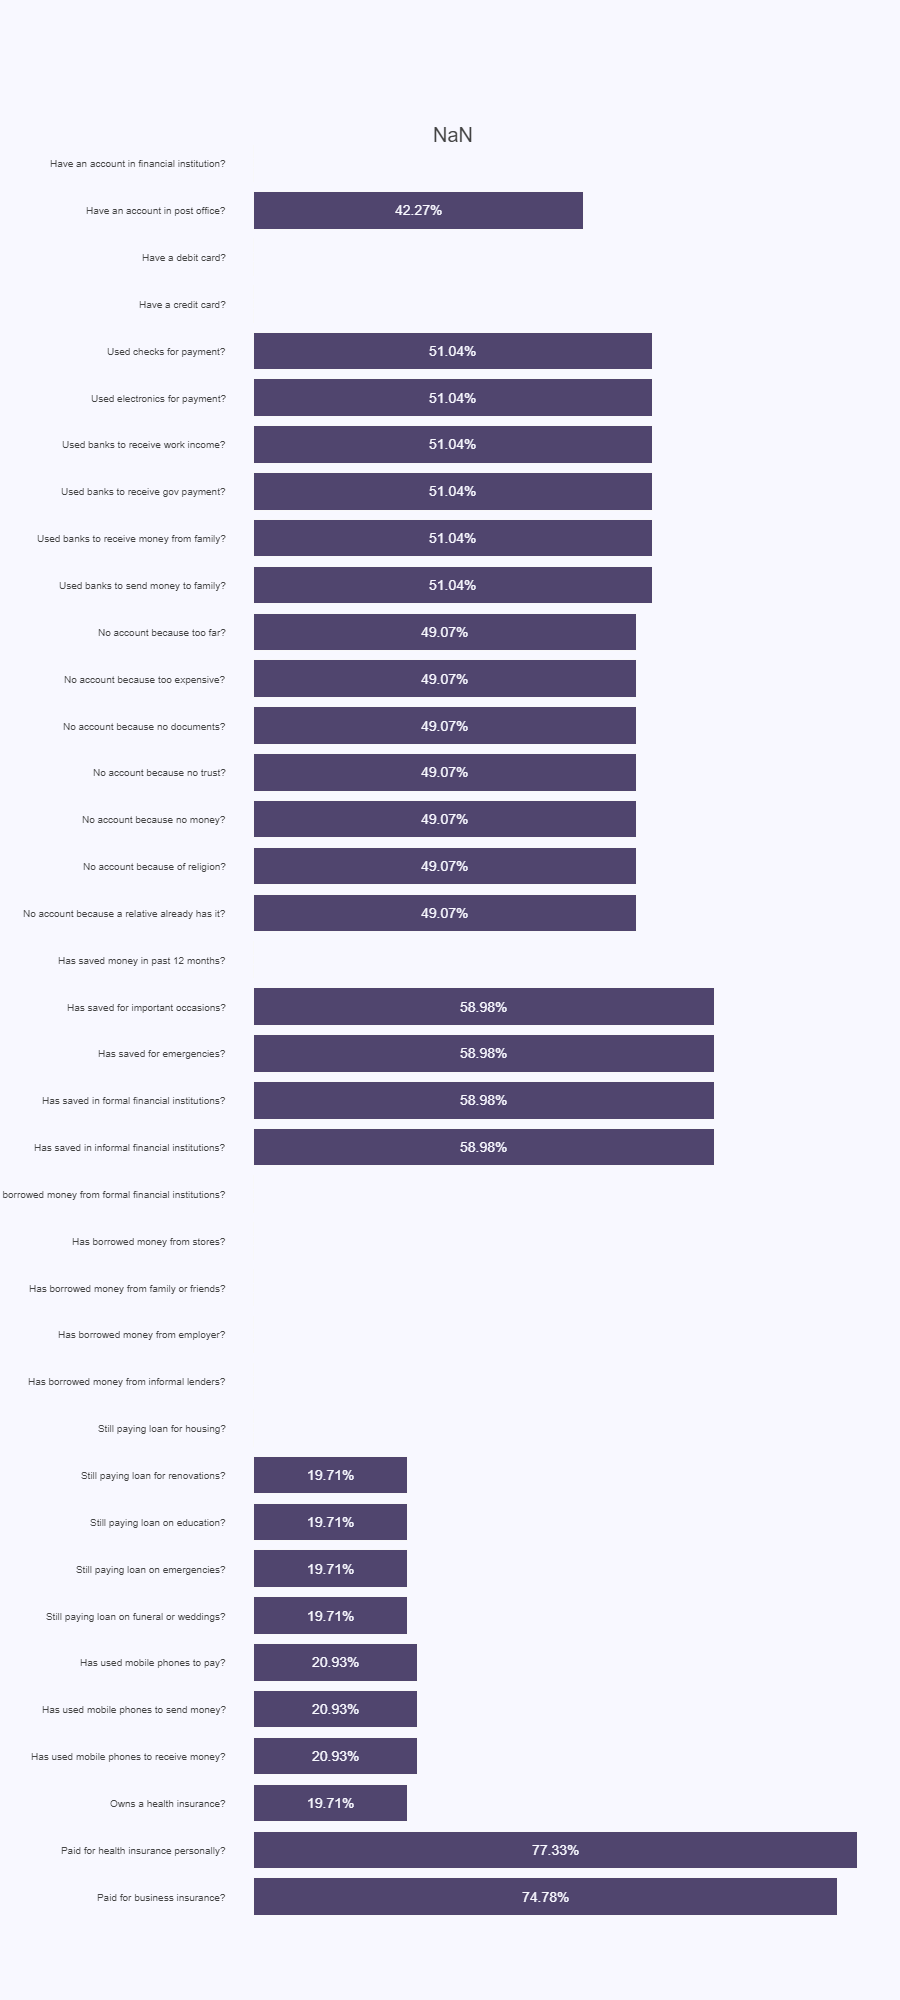 NaN
Have an account in financial institution?
Have an account in post office? 42.27%
Have a debit card?
Have a credit card?
Used checks for payment? 51.04%
Used electronics for payment? 51.04%
Used banks to receive work income? 51.04%
Used banks to receive gov payment? 51.04%
Used banks to receive money from family? 51.04%
Used banks to send money to family? 51.04%
No account because too far? 49.07%
No account because too expensive? 49.07%
No account because no documents? 49.07%
No account because no trust? 49.07%
No account because no money? 49.07%
No account because of religion? 49.07%
No account because a relative already has it? 49.07%
Has saved money in past 12 months?
Has saved for important occasions? 58.98%
Has saved for emergencies? 58.98%
Has saved in formal financial institutions? 58.98%
Has saved in informal financial institutions? 58.98%
borrowed money from formal financial institutions?
Has borrowed money from stores?
Has borrowed money from family or friends?
Has borrowed money from employer?
Has borrowed money from informal lenders?
Still paying loan for housing?
Still paying loan for renovations? 19.71%
Still paying loan on education? 19.71%
Still paying loan on emergencies? 19.71%
Still paying loan on funeral or weddings? 19.71%
Has used mobile phones to pay? 20.93%
Has used mobile phones to send money? 20.93%
Has used mobile phones to receive money? 20.93%
Owns a health insurance? 19.71%
Paid for health insurance personally? 77.33%
Paid for business insurance? 74.78%